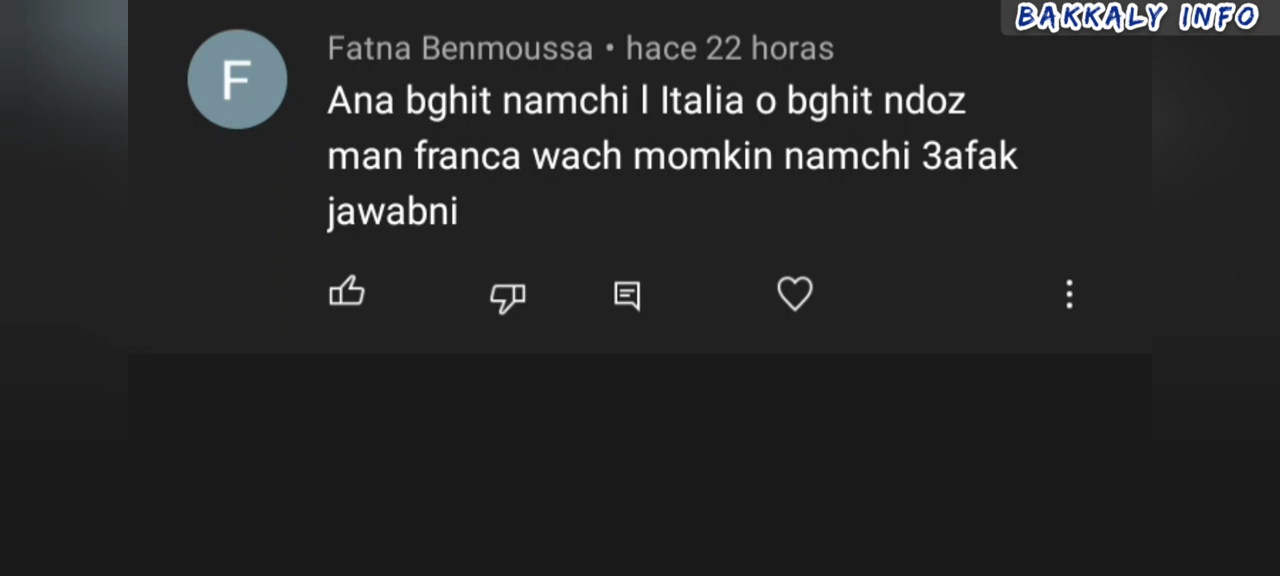 BAKKALY INFO
F
Fatna Benmoussa • hace 22 horas
Ana bghit namchi l Italia o bghit ndoz
man franca wach momkin namchi 3afak
jawabni